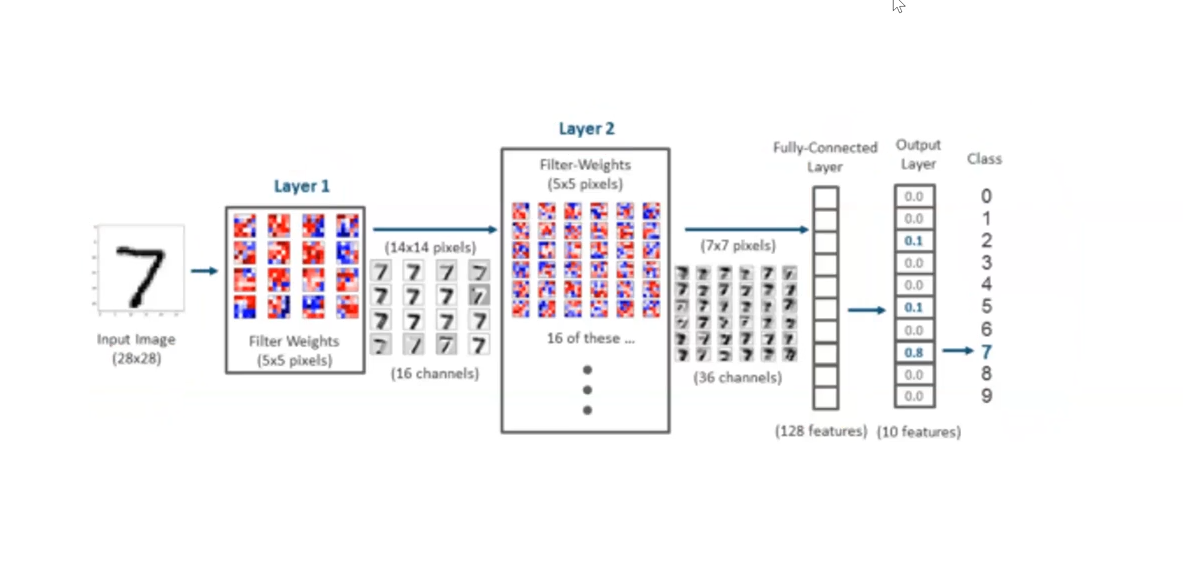 Input Image
(28x28)
Layer 1
Filter Weights
(5x5 pixels)
(14x14 pixels)
(16 channels)
Layer 2
Filter-Weights
(5x5 pixels)
16 of these ...
(7x7 pixels)
(36 channels)
Fully-Connected
Layer
(128 features)
Output
Layer
0.0
0.0
0.1
0.0
0.0
0.1
0.0
0.8
0.0
0.0
(10 features)
Class
0
1
2
3
4
5
6
7
8
9